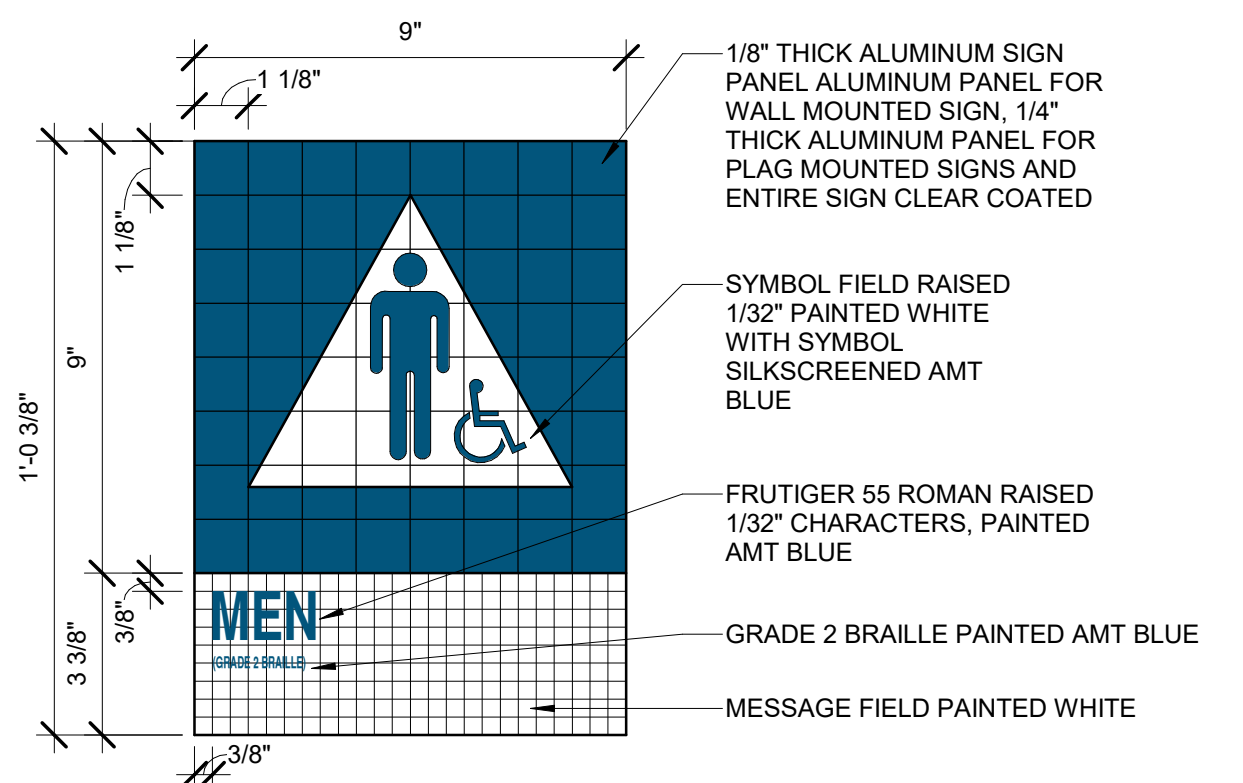 9"
1 1/8"
1 1/8"
9"
1'-0 3/8"
3/8"
3 3/8"
3/8"
MEN
(GRADE 2 BRAILLE)
1/8" THICK ALUMINUM SIGN
PANEL ALUMINUM PANEL FOR
WALL MOUNTED SIGN, 1/4"
THICK ALUMINUM PANEL FOR
PLAG MOUNTED SIGNS AND
ENTIRE SIGN CLEAR COATED
SYMBOL FIELD RAISED
1/32" PAINTED WHITE
WITH SYMBOL
SILKSCREENED AMT
BLUE
FRUTIGER 55 ROMAN RAISED
1/32" CHARACTERS, PAINTED
AMT BLUE
GRADE 2 BRAILLE PAINTED AMT BLUE
MESSAGE FIELD PAINTED WHITE